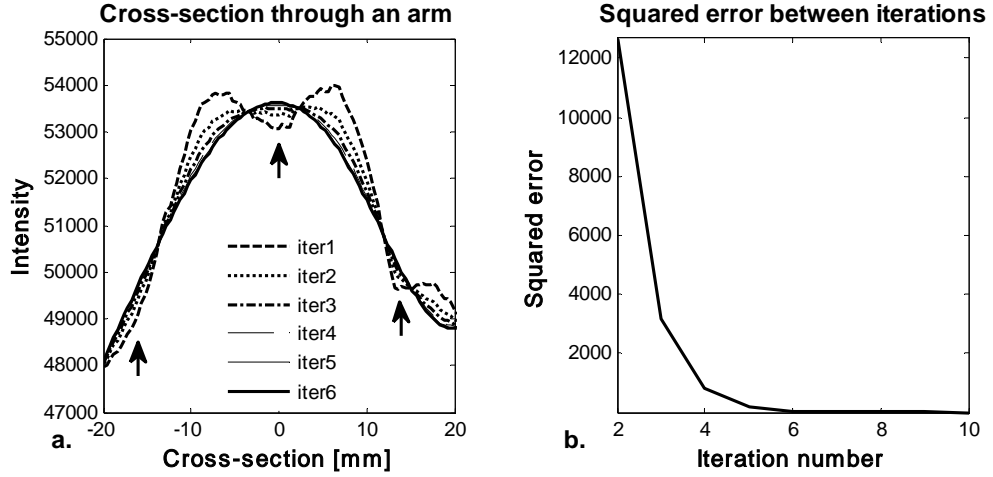 Cross-section through an arm
55000
54000
53000
52000
51000
50000
49000
48000
47000
Intensity
iter1
iter2
iter3
iter4
iter5
iter6
-20
-10
0
10
20
a.
Cross-section [mm]
Squared error between iterations
12000
10000
8000
6000
4000
2000
Squared error
2
4
6
8
10
b.
Iteration number